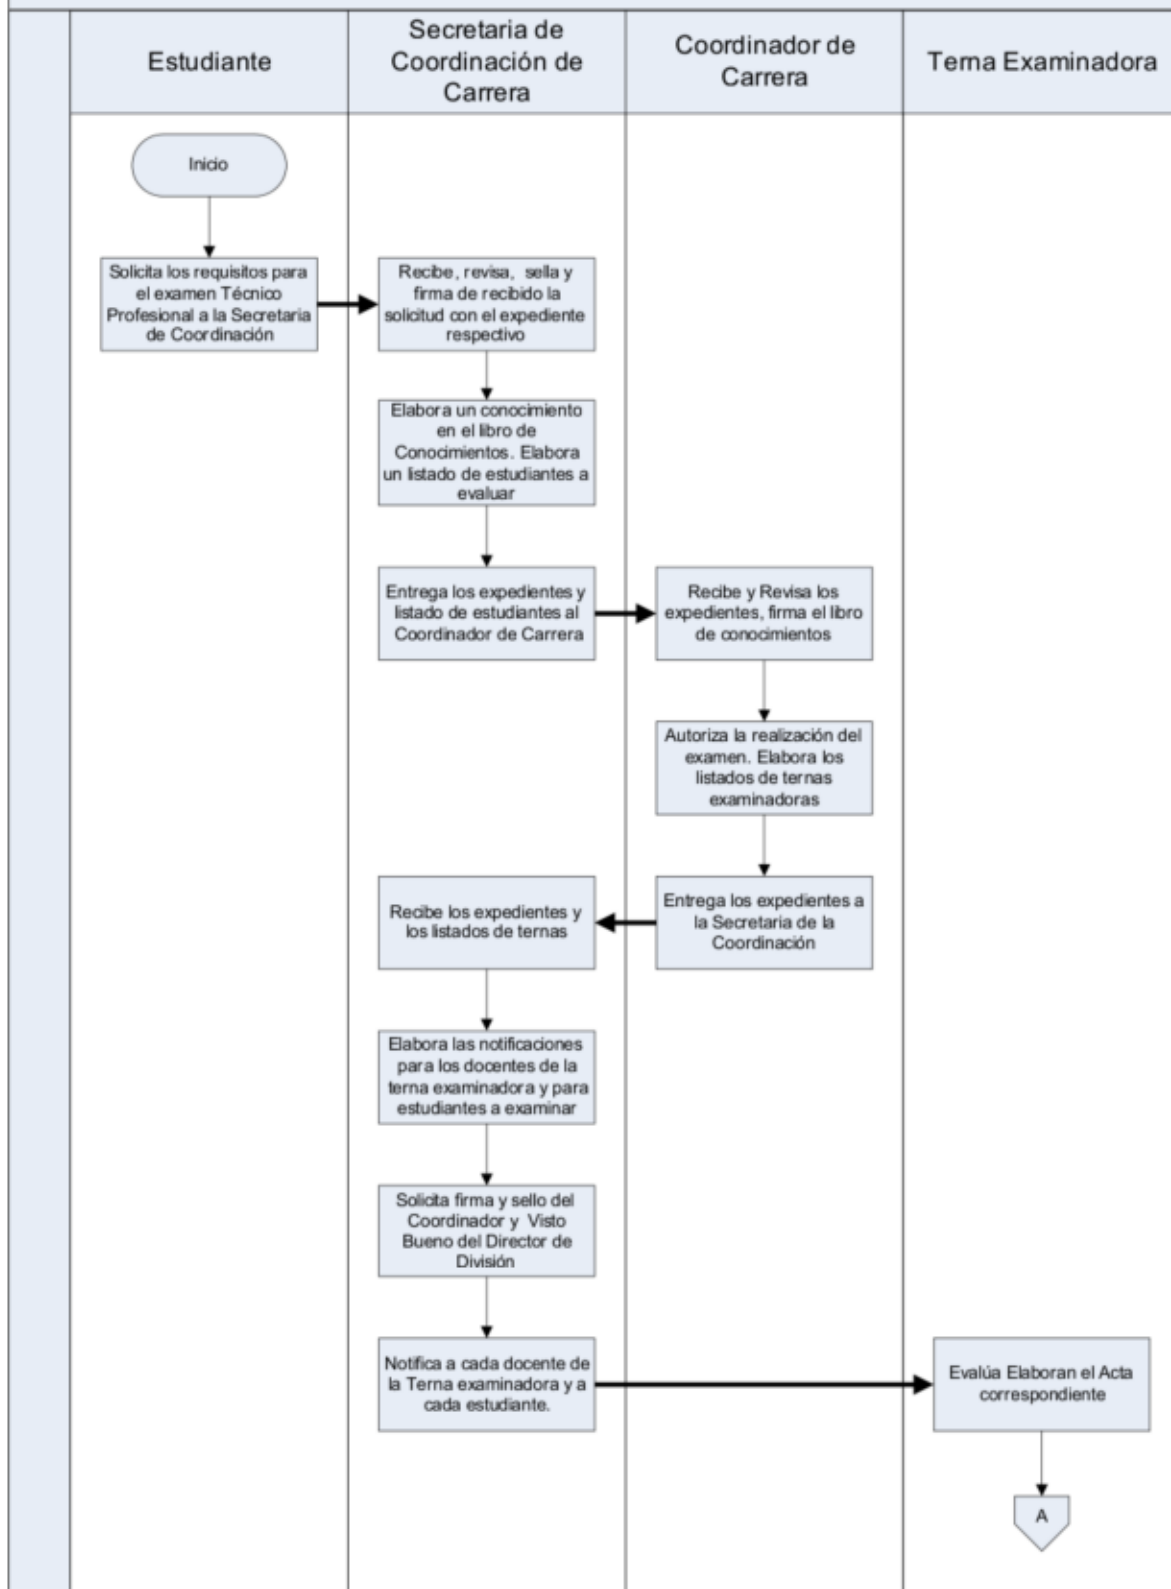 Estudiante
Secretaria de
Coordinación de
Carrera
Coordinador de
Carrera
Terna Examinadora
Inicio
Solicita los requisitos para
el examen Técnico
Profesional a la Secretaria
de Coordinación
Recibe, revisa, sella y
firma de recibido la
solicitud con el expediente
respectivo
Elabora un conocimiento
en el libro de
Conocimientos. Elabora
un listado de estudiantes a
evaluar
Entrega los expedientes y
listado de estudiantes al
Coordinador de Carrera
Recibe y Revisa los
expedientes, firma el libro
de conocimientos
Autoriza la realización del
examen. Elabora los
listados de ternas
examinadoras
Entrega los expedientes a
la Secretaria de la
Coordinación
Recibe los expedientes y
los listados de ternas
Elabora las notificaciones
para los docentes de la
terna examinadora y para
estudiantes a examinar
Solicita firma y sello del
Coordinador y Visto
Bueno del Director de
División
Notifica a cada docente de
la Terna examinadora y a
cada estudiante.
Evalúa Elaboran el Acta
correspondiente
A